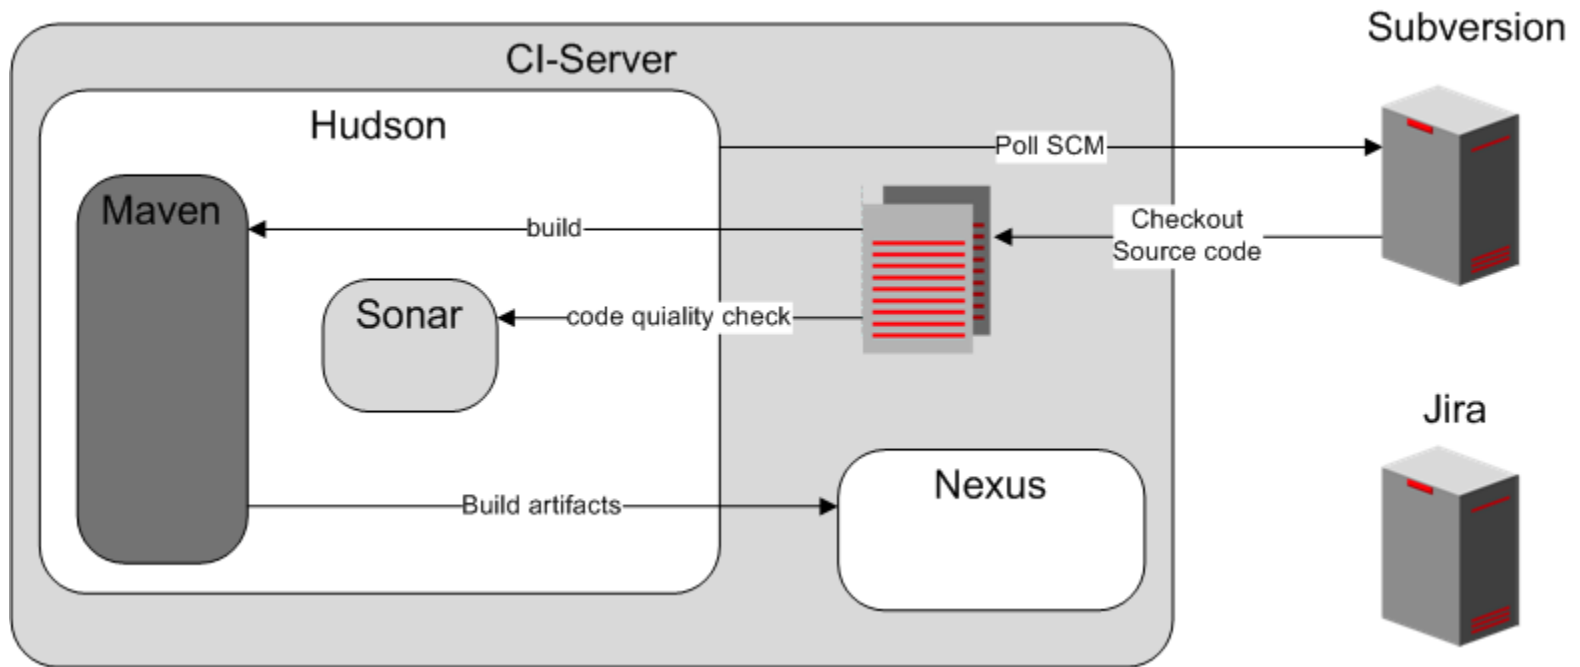 Subversion
CI-Server
Hudson
Poll SCM
Maven
build
Checkout
Source code
Sonar
code quiality check
Jira
Nexus
Build artifacts